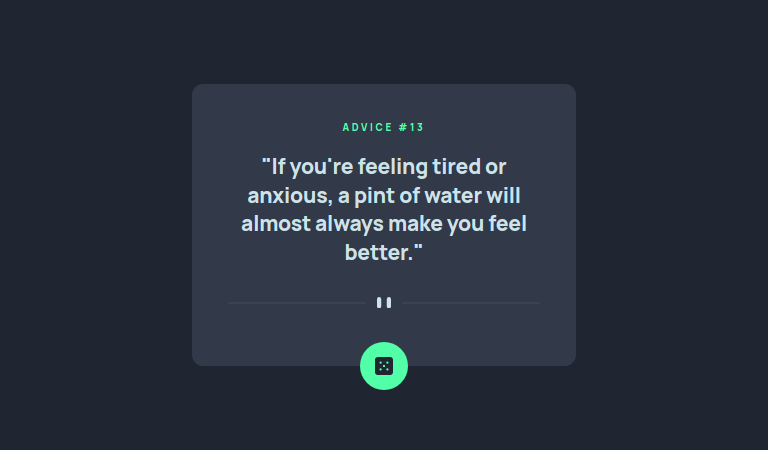 ADVICE #13
"If you're feeling tired or
anxious, a pint of water will
almost always make you feel
better."